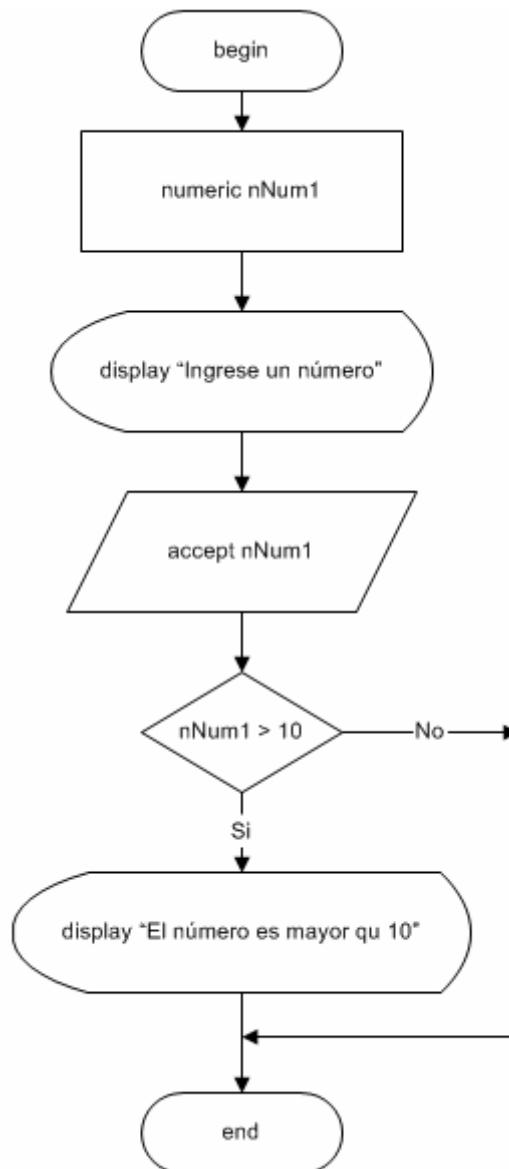 begin
numeric nNum1
display “Ingrese un número"
accept nNum1
nNum1 > 10
No
Si
display “El número es mayor qu 10”
end